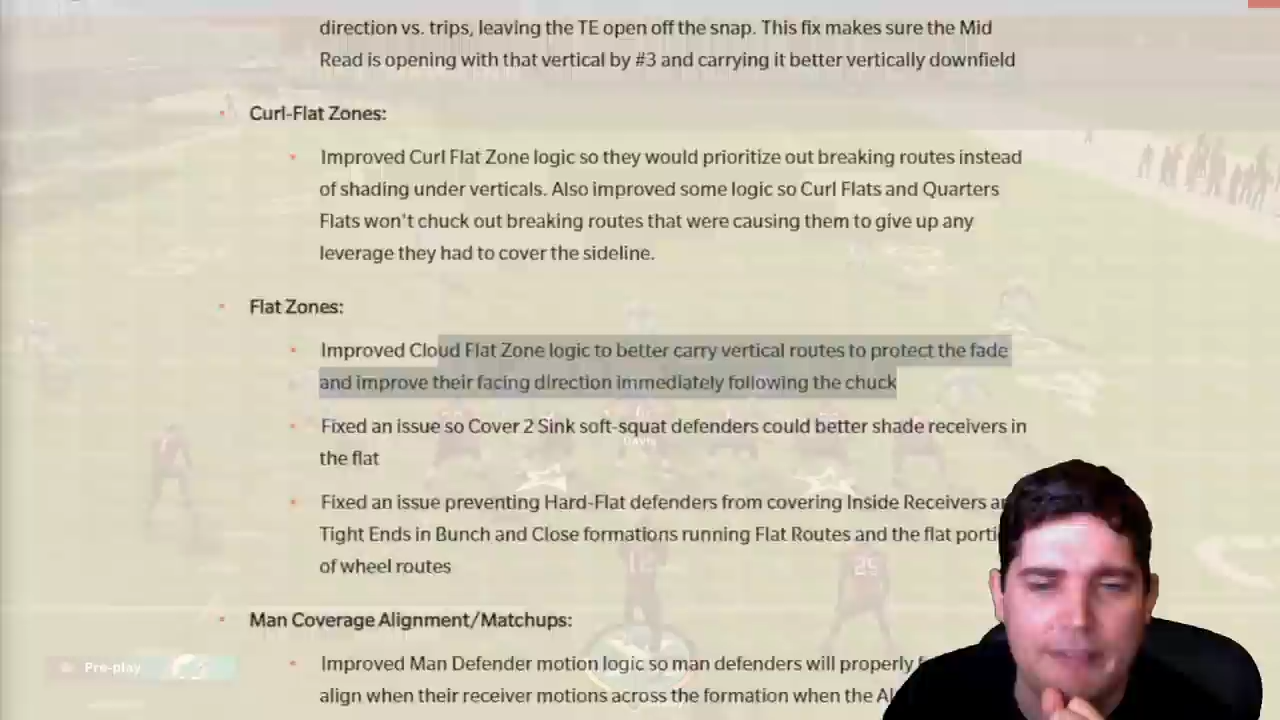 direction vs. trips, leaving the TE open off the snap. This fix makes sure the Mid
Read is opening with that vertical by #3 and carrying it better vertically downfield
Curl-Flat Zones:
Improved Curl Flat Zone logic so they would prioritize out breaking routes instead
of shading under verticals. Also improved some logic so Curl Flats and Quarters
Flats won't chuck out breaking routes that were causing them to give up any
leverage they had to cover the sideline.
Flat Zones:
Improved Cloud Flat Zone logic to better carry vertical routes to protect the fade
and improve their facing direction immediately following the chuck
Fixed an issue so Cover 2 Sink soft-squat defenders could better shade receivers in
Davis
the flat
Fixed an issue preventing Hard-Flat defenders from covering Inside Receivers
Tight Ends in Bunch and Close formations running Flat Routes and the flat
of wheel routes
12
25
Man Coverage Alignment/Matchups:
Pre-play
Improved Man Defender motion logic so man defenders will properly
align when their receiver motions across the formation when the